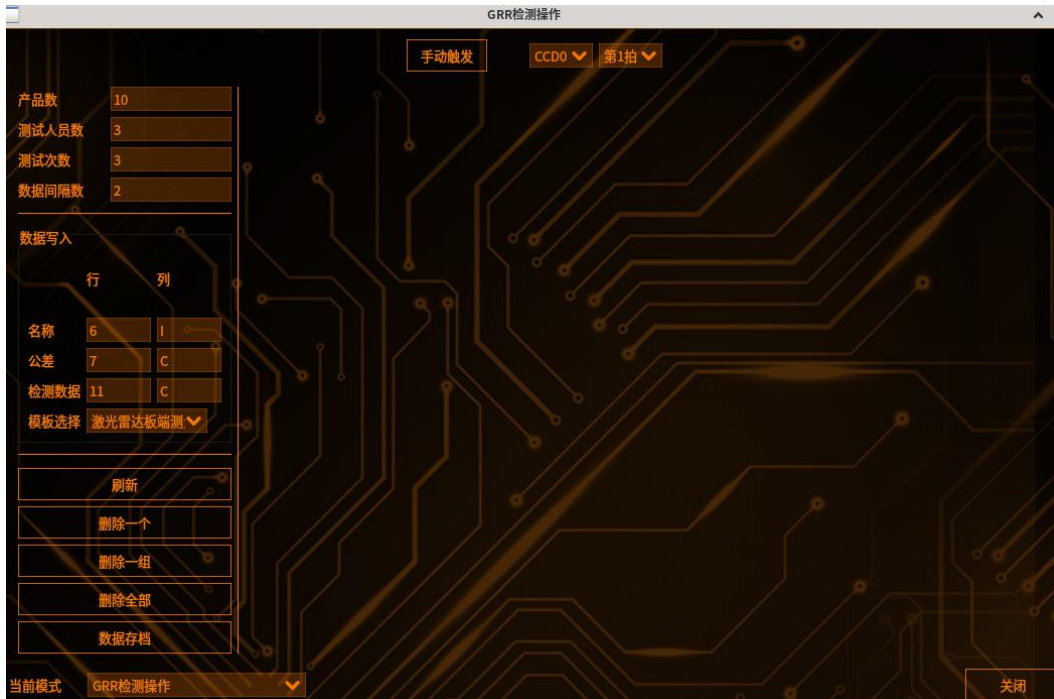 GRR检测操作
手动触发 CCD0 第1拍
产品数 10
测试人员数 3
测试次数 3
数据间隔数 2
数据写入
行 列
名称 6 I
公差 7 C
检测数据 11 C
模板选择 激光雷达板端测
刷新
删除一个
删除一组
删除全部
数据存档
当前模式 GRR检测操作 关闭